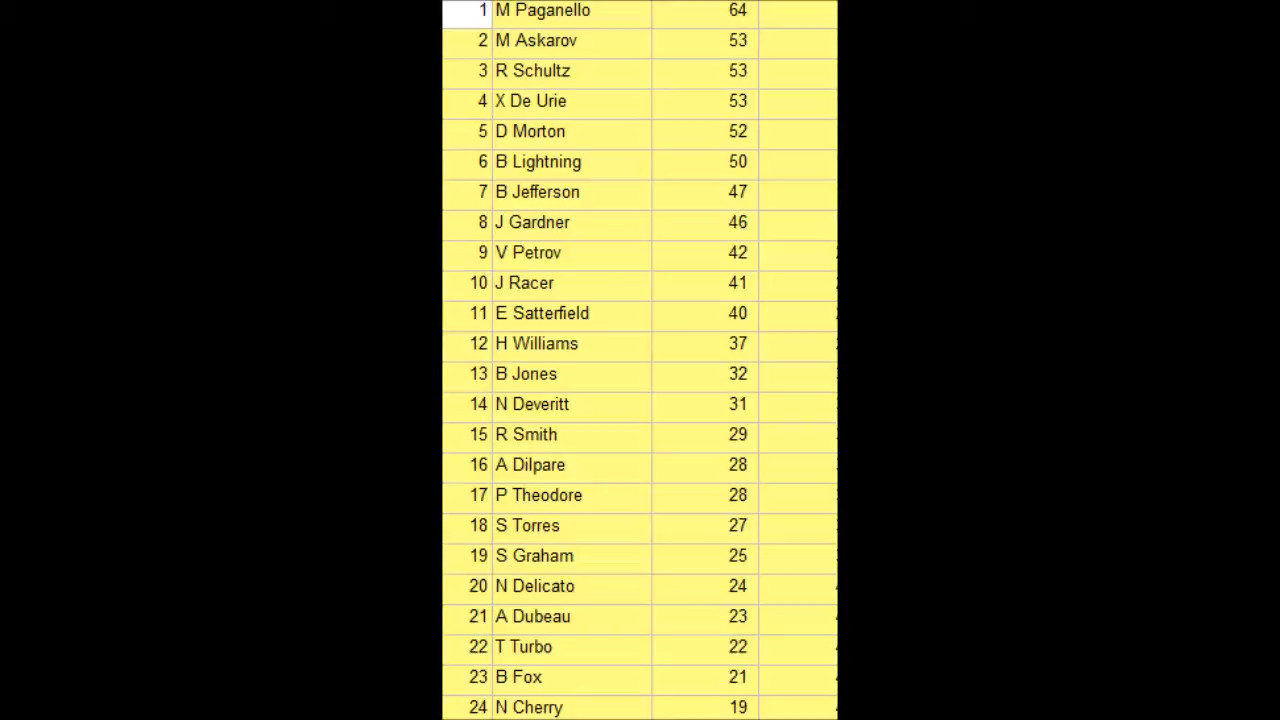 1 M Paganello 64
2 M Askarov 53
3 R Schultz 53
4 X De Urie 53
5 D Morton 52
6 B Lightning 50
7 B Jefferson 47
8 J Gardner 46
9 V Petrov 42
10 J Racer 41
11 E Satterfield 40
12 H Williams 37
13 B Jones 32
14 N Deveritt 31
15 R Smith 29
16 A Dilpare 28
17 P Theodore 28
18 S Torres 27
19 S Graham 25
20 N Delicato 24
21 A Dubeau 23
22 T Turbo 22
23 B Fox 21
24 N Cherry 19